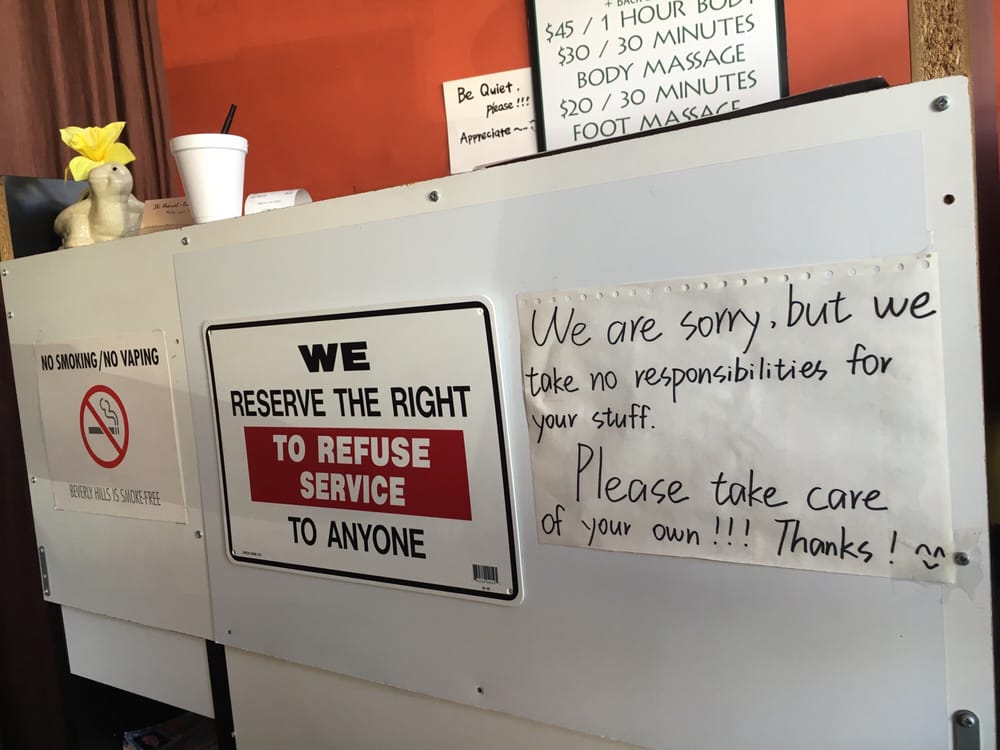 $45 / 1 HOUR BODY
$30 / 30 MINUTES
BODY MASSAGE
$20 / 30 MINUTES
FOOT MASSAGE
Be Quiet.
Please!!!
Appreciate~~
NO SMOKING/NO VAPING
BEVERLY HILLS IS SMOKE-FREE
WE
RESERVE THE RIGHT
TO REFUSE
SERVICE
TO ANYONE
We are sorry, but we
take no responsibilities for
your stuff.
Please take care
of your own!!! Thanks!